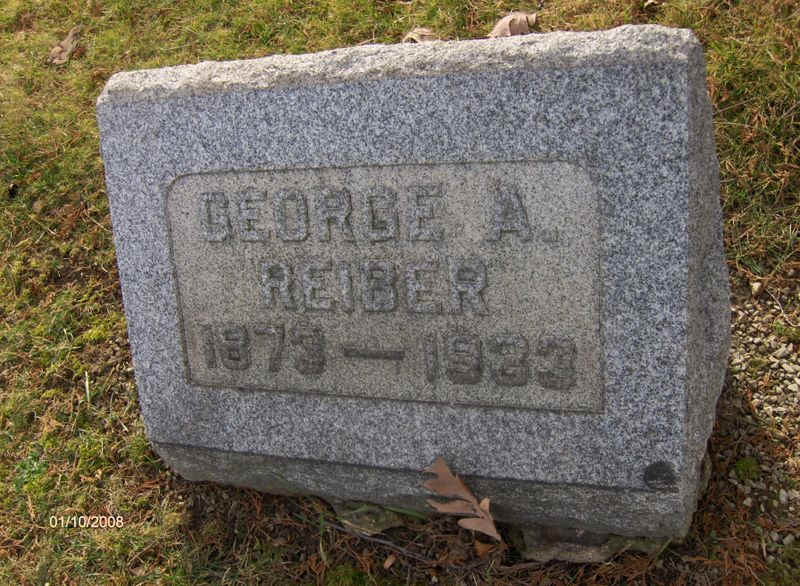 GEORGE A.
REIBER
1873 — 1933
01/10/2008